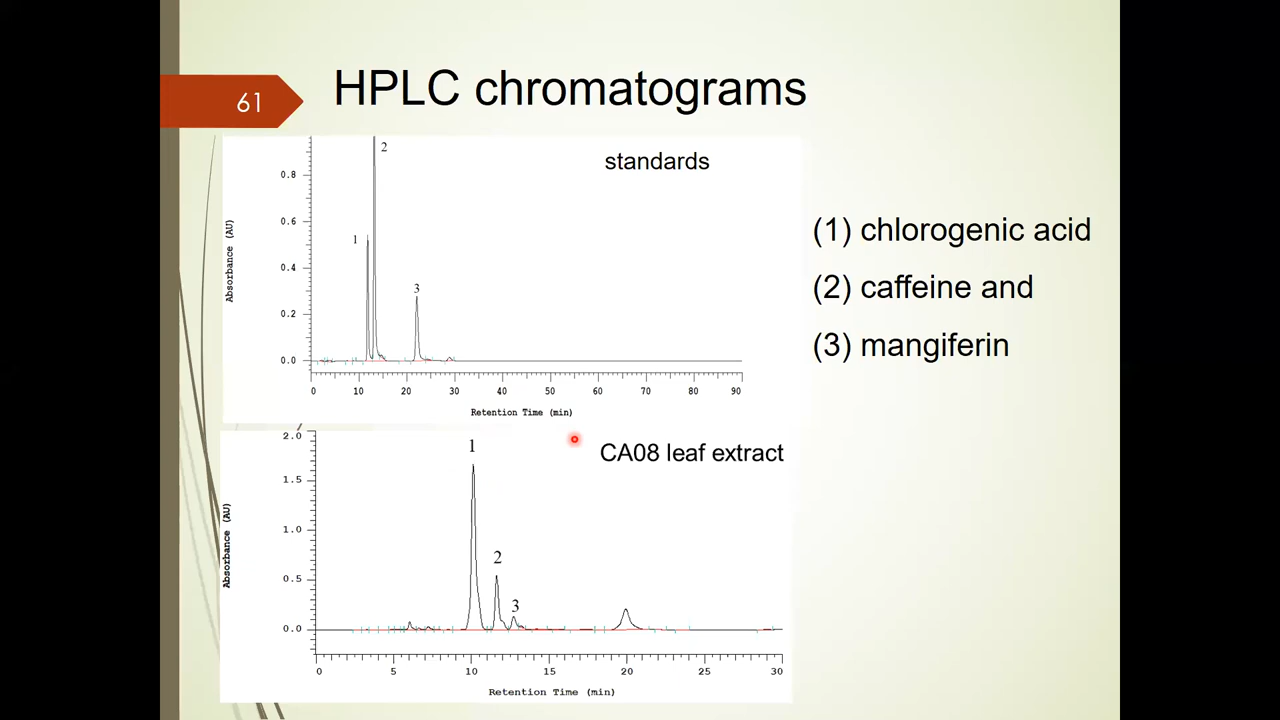 61
HPLC chromatograms
standards
2
1
3
0.8
0.6
0.4
0.2
0.0
Absorbance (AU)
0 10 20 30 40 50 60 70 80 90
Retention Time (min)
(1) chlorogenic acid
(2) caffeine and
(3) mangiferin
CA08 leaf extract
1
2
3
2.0
1.5
1.0
0.5
0.0
Absorbance (AU)
0 5 10 15 20 25 30
Retention Time (min)